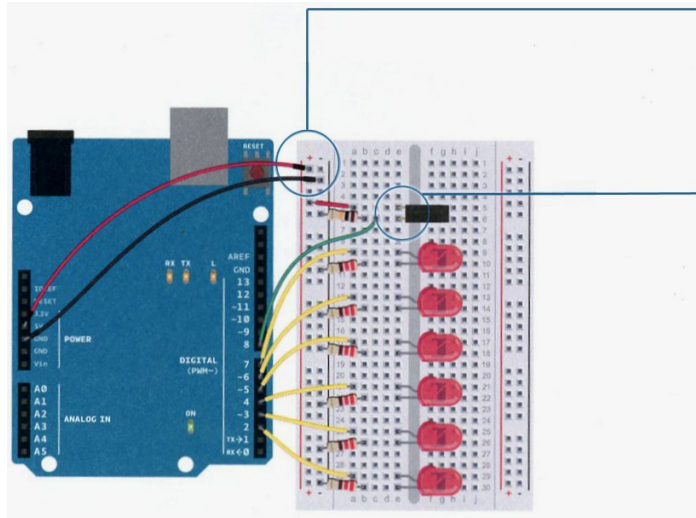 RESET
AREF
GND
RX TX L
13
12
~11
~10
~9
8
DIGITAL
(PWM~)
7
~6
~5
4
~3
2
TX→1
RX←0
IOREF
RESET
3.3V
5V
GND
GND
Vin
POWER
A0
A1
A2
A3
A4
A5
ANALOG IN
ON
+ -
a b c d e
f g h i j
+ -